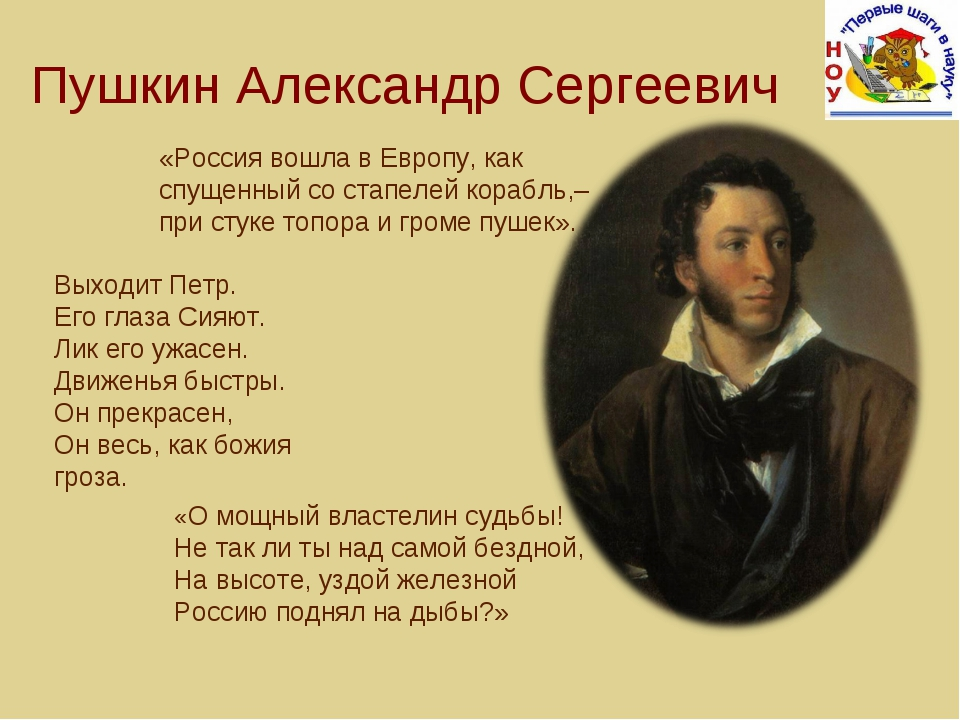 "Первые шаги в науку"
НОУ
Пушкин Александр Сергеевич
«Россия вошла в Европу, как
спущенный со стапелей корабль,–
при стуке топора и громе пушек».
Выходит Петр.
Его глаза Сияют.
Лик его ужасен.
Движенья быстры.
Он прекрасен,
Он весь, как божия
гроза.
«О мощный властелин судьбы!
Не так ли ты над самой бездной,
На высоте, уздой железной
Россию поднял на дыбы?»